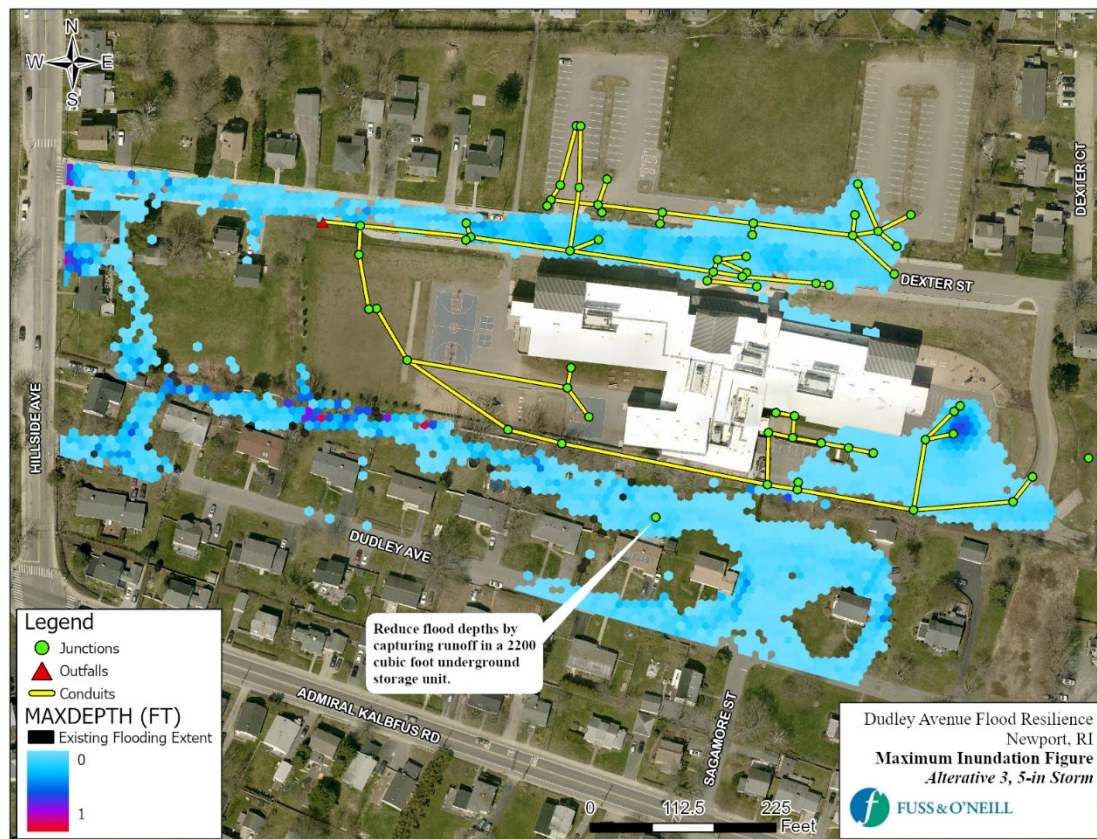 N
W E
S
DEXTER CT
DEXTER ST
HILLSIDE AVE
DUDLEY AVE
Reduce flood depths by
capturing runoff in a 2200
cubic foot underground
storage unit.
ADMIRAL KALBFUS RD
SAGAMORE ST
Legend
Junctions
Outfalls
Conduits
MAXDEPTH (FT)
Existing Flooding Extent
0
1
0 112.5 225
Feet
Dudley Avenue Flood Resilience
Newport, RI
Maximum Inundation Figure
Alterative 3, 5-in Storm
f FUSS & O'NEILL